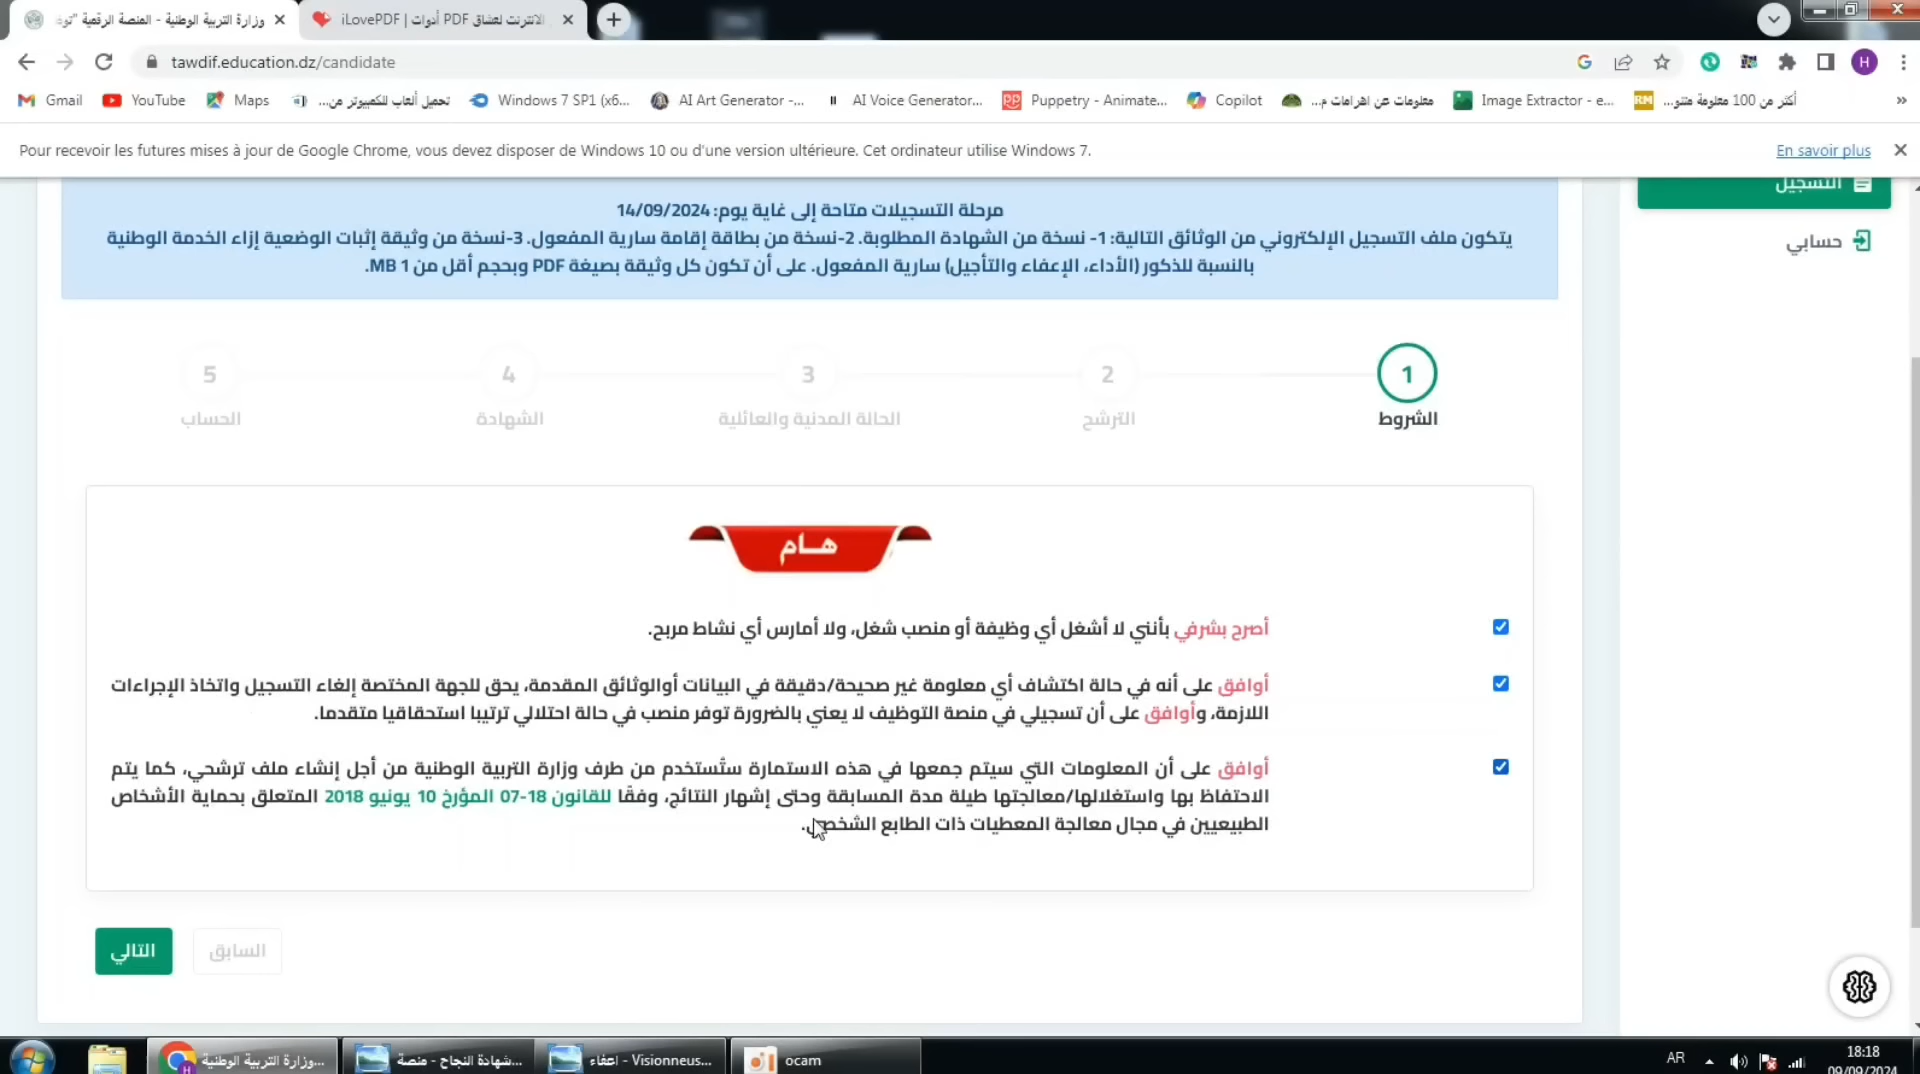 وزارة التربية الوطنية - المنصة الرقمية "توظ
iLovePDF | أدوات PDF الانترنت لعشاق
tawdif.education.dz/candidate
H
Gmail
YouTube
Maps
تحميل ألعاب للكمبيوتر من...
Windows 7 SP1 (x6...
AI Art Generator -...
AI Voice Generator...
Puppetry - Animate...
Copilot
معلومات عن اهرامات م...
Image Extractor - e...
RM
أكثر من 100 معلومة متنو...
»
Pour recevoir les futures mises à jour de Google Chrome, vous devez disposer de Windows 10 ou d'une version ultérieure. Cet ordinateur utilise Windows 7.
En savoir plus
التسجيل
حسابي
مرحلة التسجيلات متاحة إلى غاية يوم: 14/09/2024
يتكون ملف التسجيل الإلكتروني من الوثائق التالية: 1- نسخة من الشهادة المطلوبة. 2-نسخة من بطاقة إقامة سارية المفعول. 3-نسخة من وثيقة إثبات الوضعية إزاء الخدمة الوطنية
بالنسبة للذكور (الأداء، الإعفاء والتأجيل) سارية المفعول. على أن تكون كل وثيقة بصيغة PDF وبحجم أقل من 1 MB.
1
2
3
4
5
الشروط
الترشح
الحالة المدنية والعائلية
الشهادة
الحساب
هـام
أصرح بشرفي بأنني لا أشغل أي وظيفة أو منصب شغل، ولا أمارس أي نشاط مربح.
أوافق على أنه في حالة اكتشاف أي معلومة غير صحيحة/دقيقة في البيانات أوالوثائق المقدمة، يحق للجهة المختصة إلغاء التسجيل واتخاذ الإجراءات
اللازمة، وأوافق على أن تسجيلي في منصة التوظيف لا يعني بالضرورة توفر منصب في حالة احتلالي ترتيبا استحقاقيا متقدما.
أوافق على أن المعلومات التي سيتم جمعها في هذه الاستمارة ستُستخدم من طرف وزارة التربية الوطنية من أجل إنشاء ملف ترشحي، كما يتم
الاحتفاظ بها واستغلالها/معالجتها طيلة مدة المسابقة وحتى إشهار النتائج، وفقًا للقانون 18-07 المؤرخ 10 يونيو 2018 المتعلق بحماية الأشخاص
الطبيعيين في مجال معالجة المعطيات ذات الطابع الشخصي.
السابق
التالي
وزارة التربية الوطنية...
شهادة النجاح - منصة...
اعفاء - Visionneus...
ocam
AR
18:18
09/09/2024